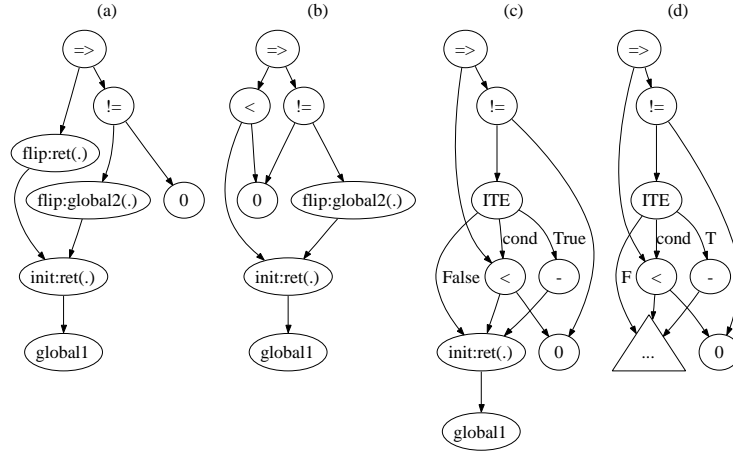 (a)
=>
!=
flip:ret(.)
flip:global2(.)
0
init:ret(.)
global1
(b)
=>
<
!=
0
flip:global2(.)
init:ret(.)
global1
(c)
=>
!=
ITE
cond
True
False
<
-
init:ret(.)
0
global1
(d)
=>
!=
ITE
cond
T
F
<
-
...
0